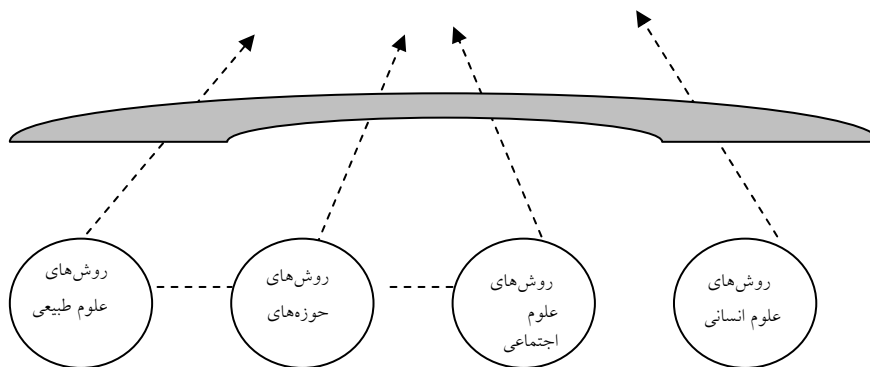 روش‌های
علوم انسانی
روش‌های
علوم
اجتماعی
روش‌های
حوزه‌های
روش‌های
علوم طبیعی